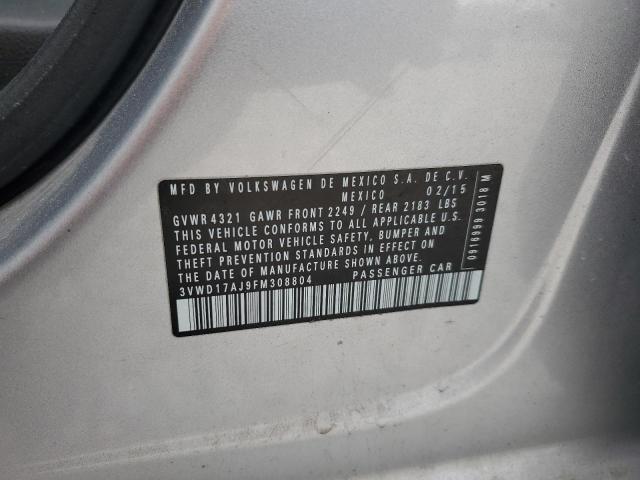 MFD BY VOLKSWAGEN DE MEXICO S.A. DE C.V.
MEXICO 02/15
GVWR 4321 GAWR FRONT 2249 / REAR 2183 LBS
THIS VEHICLE CONFORMS TO ALL APPLICABLE U.S.
FEDERAL MOTOR VEHICLE SAFETY, BUMPER AND
THEFT PREVENTION STANDARDS IN EFFECT ON
THE DATE OF MANUFACTURE SHOWN ABOVE.
3VWD17AJ9FM308804 PASSENGER CAR
0916999 3018 M